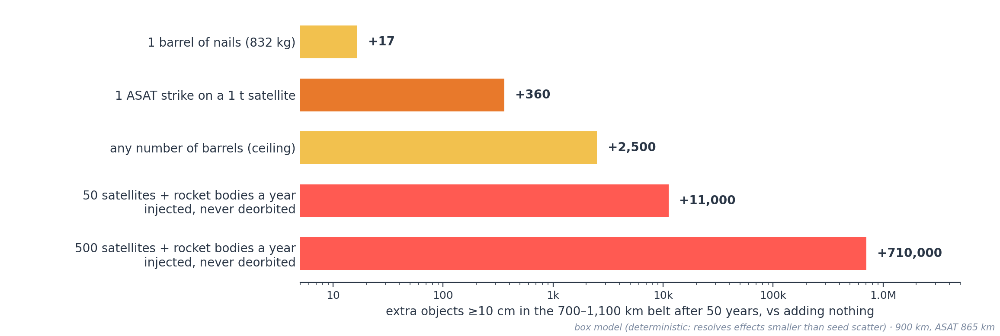 1 barrel of nails (832 kg)
+17
1 ASAT strike on a 1 t satellite
+360
any number of barrels (ceiling)
+2,500
50 satellites + rocket bodies a year
injected, never deorbited
+11,000
500 satellites + rocket bodies a year
injected, never deorbited
+710,000
10 100 1k 10k 100k 1.0M
extra objects ≥10 cm in the 700–1,100 km belt after 50 years, vs adding nothing
box model (deterministic: resolves effects smaller than seed scatter) · 900 km, ASAT 865 km